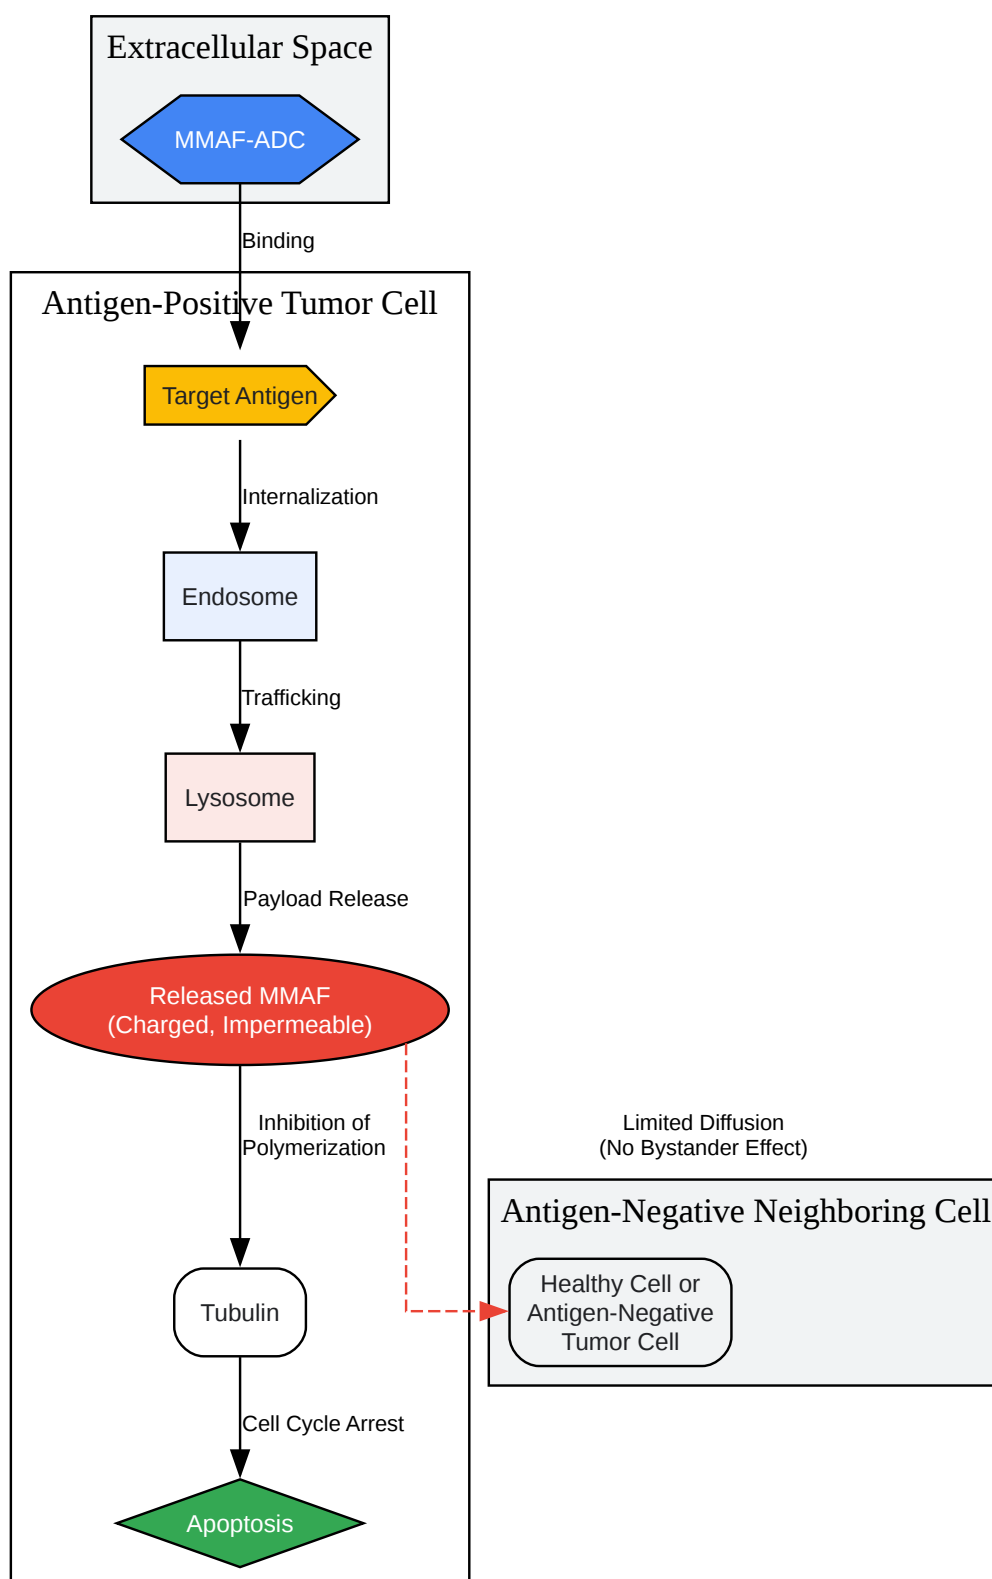 Extracellular Space
MMAF-ADC
Binding
Antigen-Positive Tumor Cell
Target Antigen
Internalization
Endosome
Trafficking
Lysosome
Payload Release
Released MMAF
(Charged, Impermeable)
Inhibition of
Polymerization
Limited Diffusion
(No Bystander Effect)
Antigen-Negative Neighboring Cell
Healthy Cell or
Antigen-Negative
Tumor Cell
Tubulin
Cell Cycle Arrest
Apoptosis